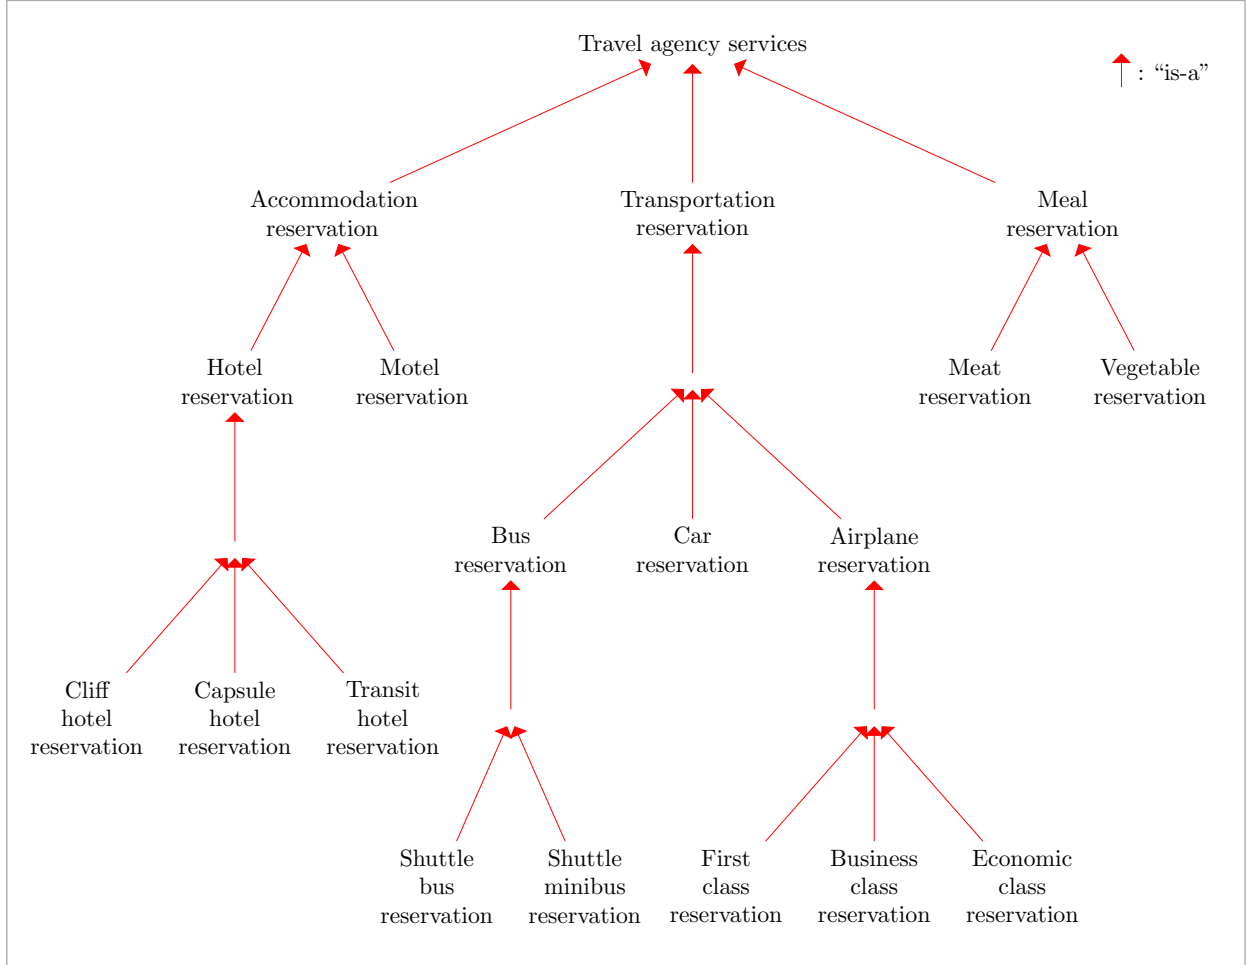 Travel agency services
: “is-a”
Accommodation
reservation
Transportation
reservation
Meal
reservation
Hotel
reservation
Motel
reservation
Meat
reservation
Vegetable
reservation
Bus
reservation
Car
reservation
Airplane
reservation
Cliff
hotel
reservation
Capsule
hotel
reservation
Transit
hotel
reservation
Shuttle
bus
reservation
Shuttle
minibus
reservation
First
class
reservation
Business
class
reservation
Economic
class
reservation